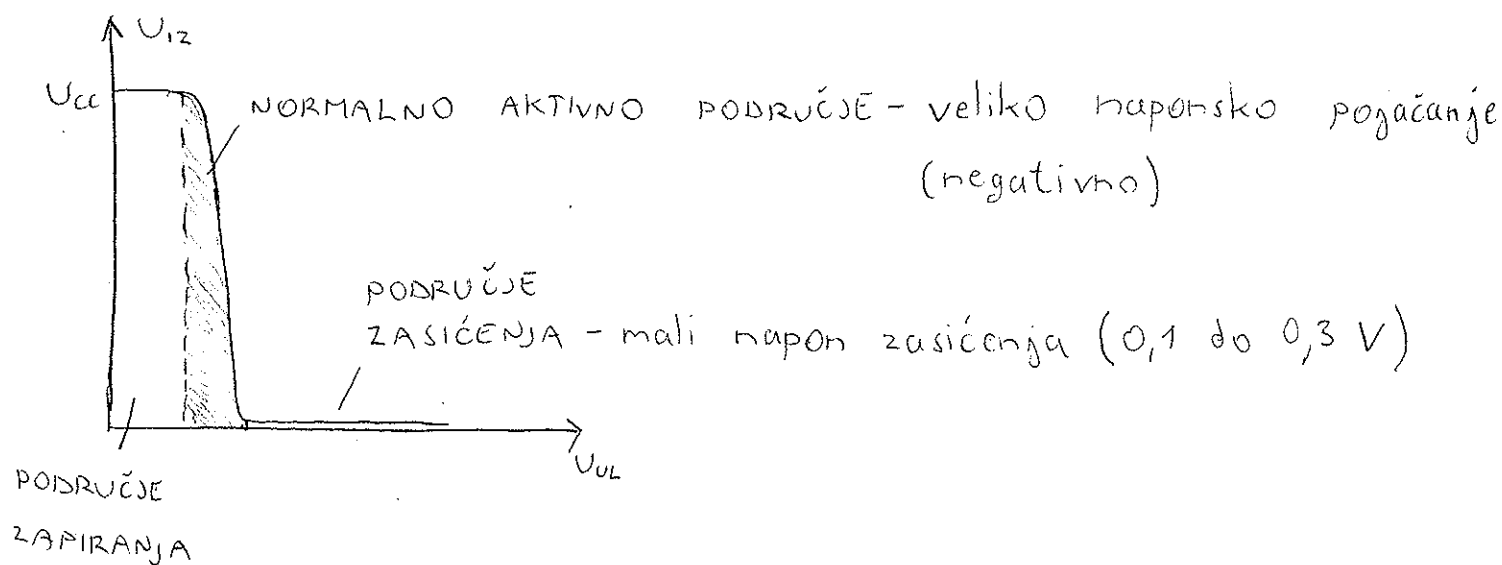 U_IZ
U_CC
NORMALNO AKTIVNO PODRUČJE - veliko naponsko pojačanje
(negativno)
PODRUČJE
ZASIĆENJA - mali napon zasićenja (0,1 do 0,3 V)
U_UL
PODRUČJE
ZAPIRANJA